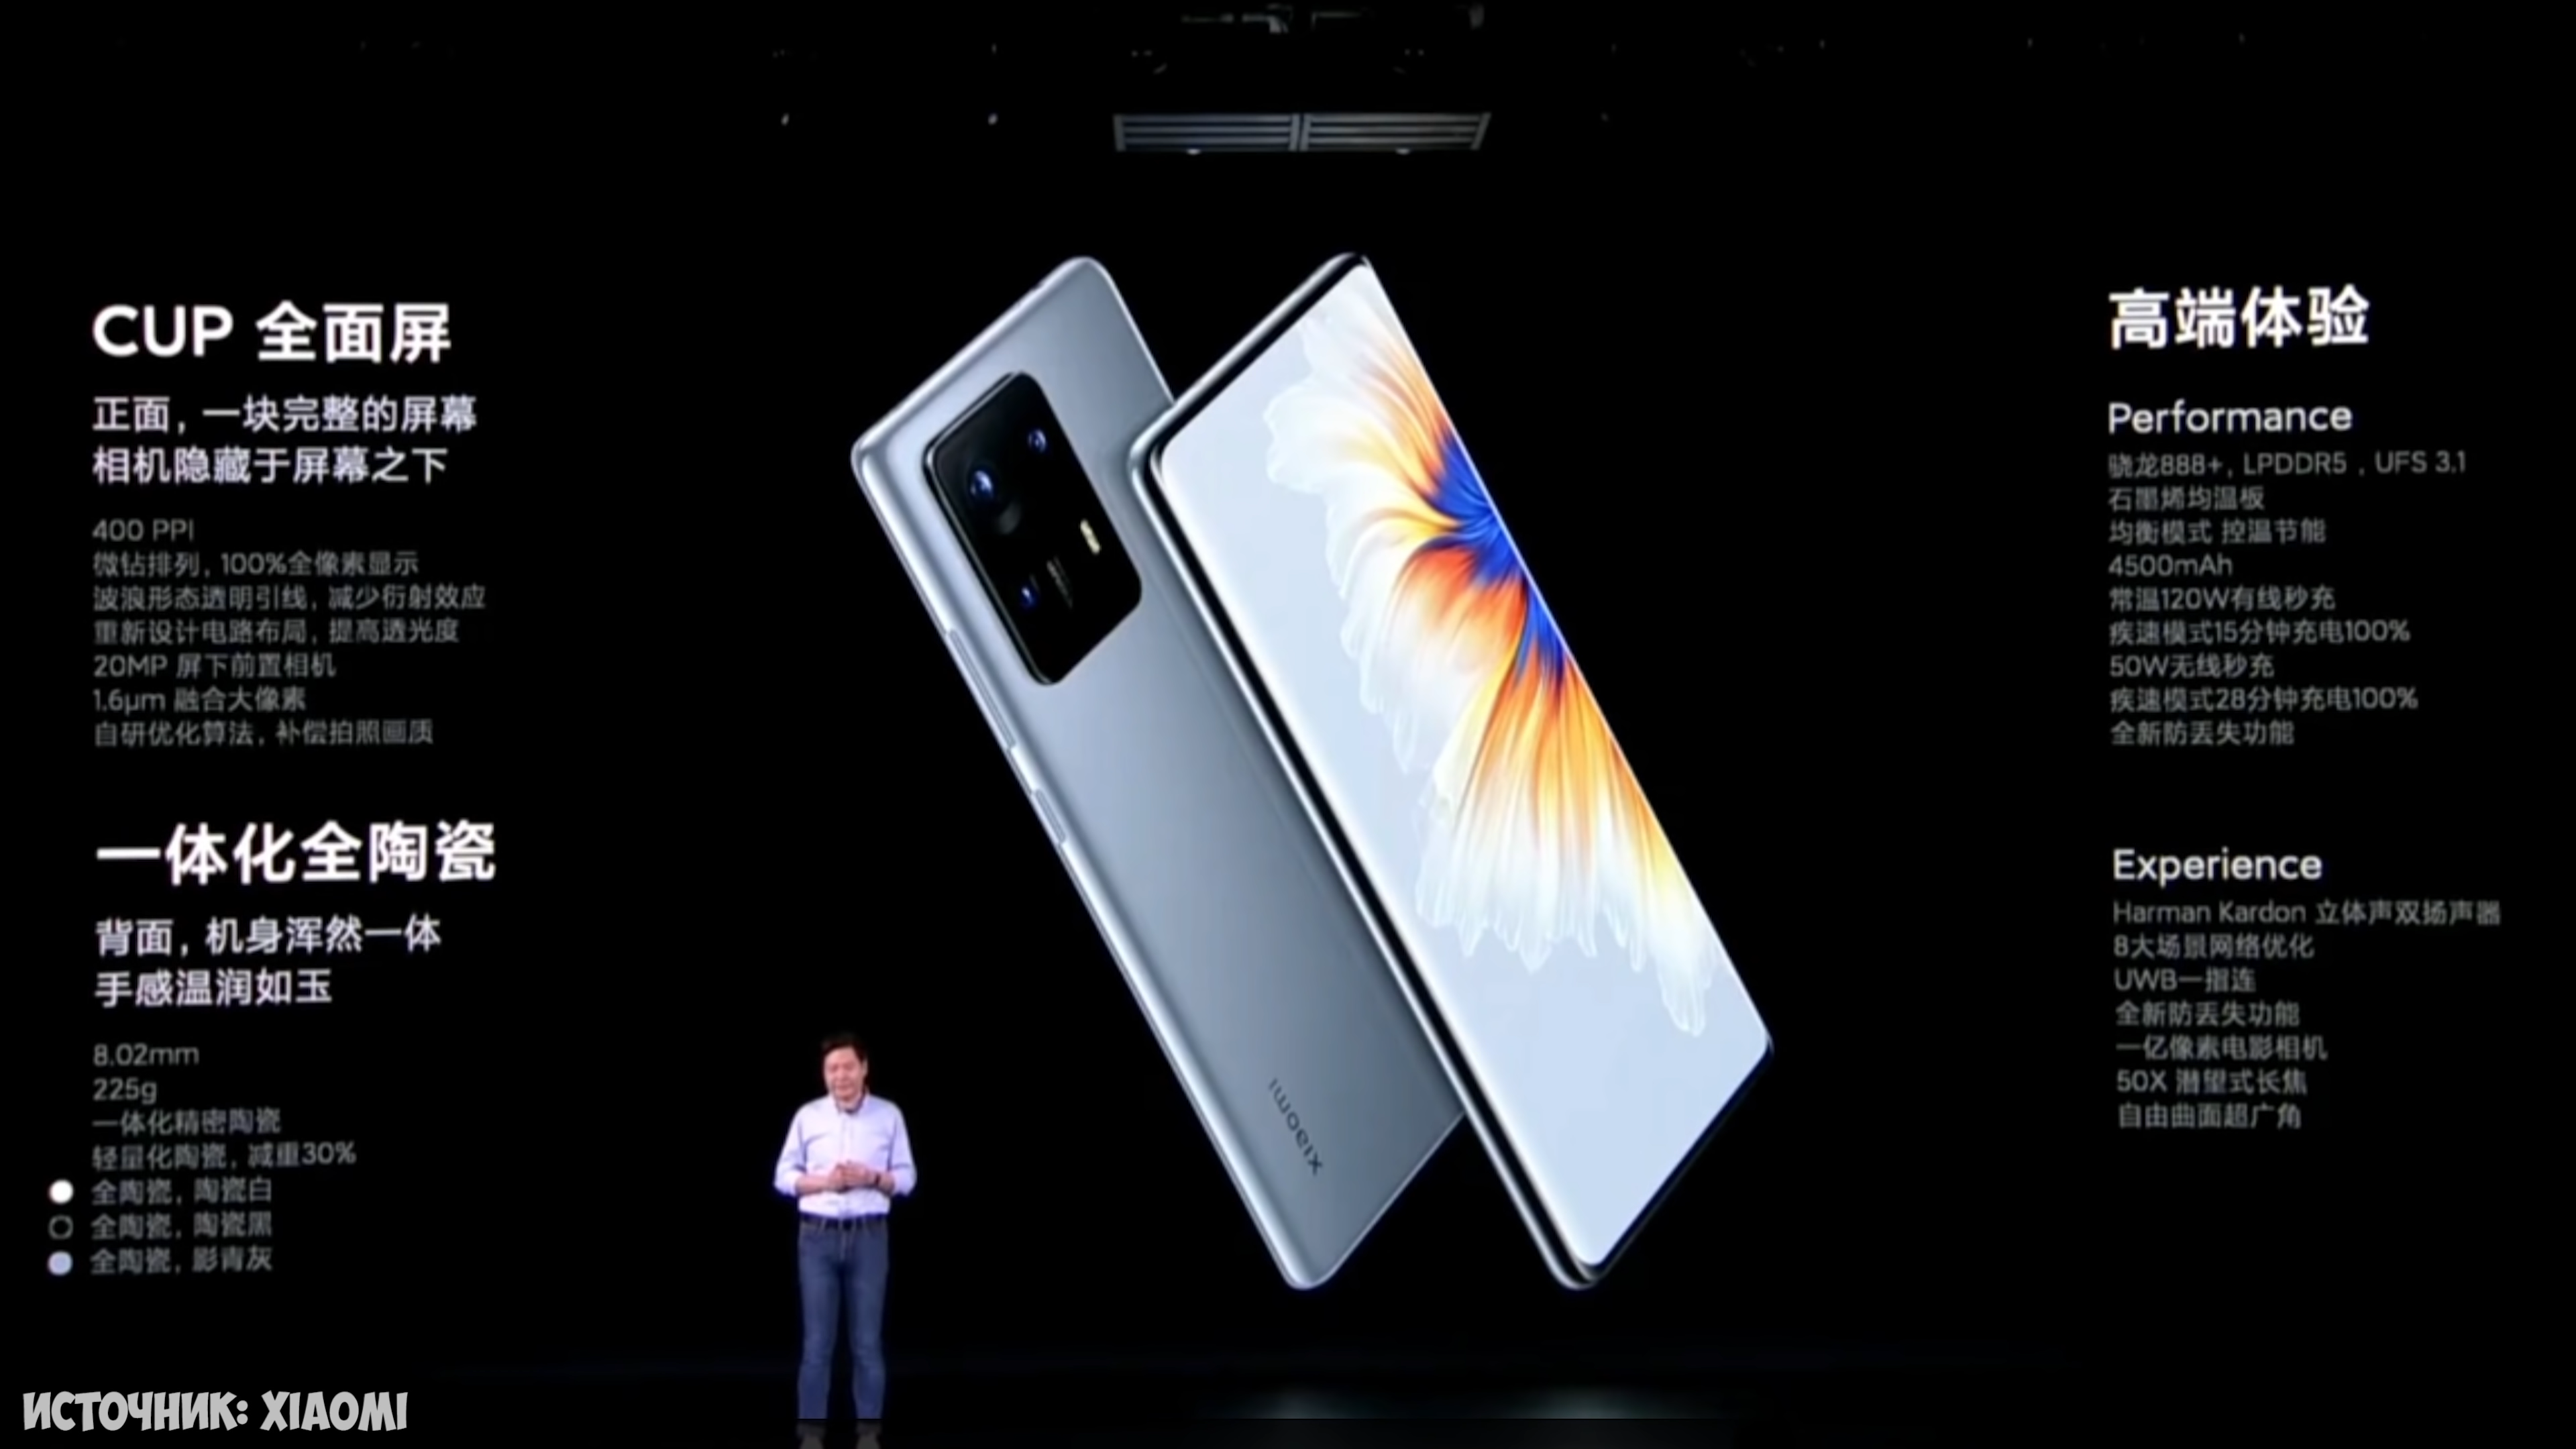 CUP 全面屏
正面，一块完整的屏幕
相机隐藏于屏幕之下
400 PPI
微钻排列，100%全像素显示
波浪形态透明引线，减少衍射效应
重新设计电路布局，提高透光度
20MP 屏下前置相机
1.6μm 融合大像素
自研优化算法，补偿拍照画质
一体化全陶瓷
背面，机身浑然一体
手感温润如玉
8.02mm
225g
一体化精密陶瓷
轻量化陶瓷，减重30%
全陶瓷，陶瓷白
全陶瓷，陶瓷黑
全陶瓷，影青灰
xiaomi
高端体验
Performance
骁龙888+，LPDDR5，UFS 3.1
石墨烯均温板
均衡模式 控温节能
4500mAh
常温120W有线秒充
疾速模式15分钟充电100%
50W无线秒充
疾速模式28分钟充电100%
全新防丢失功能
Experience
Harman Kardon 立体声双扬声器
8大场景网络优化
UWB一指连
全新防丢失功能
一亿像素电影相机
50X 潜望式长焦
自由曲面超广角
ИСТОЧНИК: XIAOMI